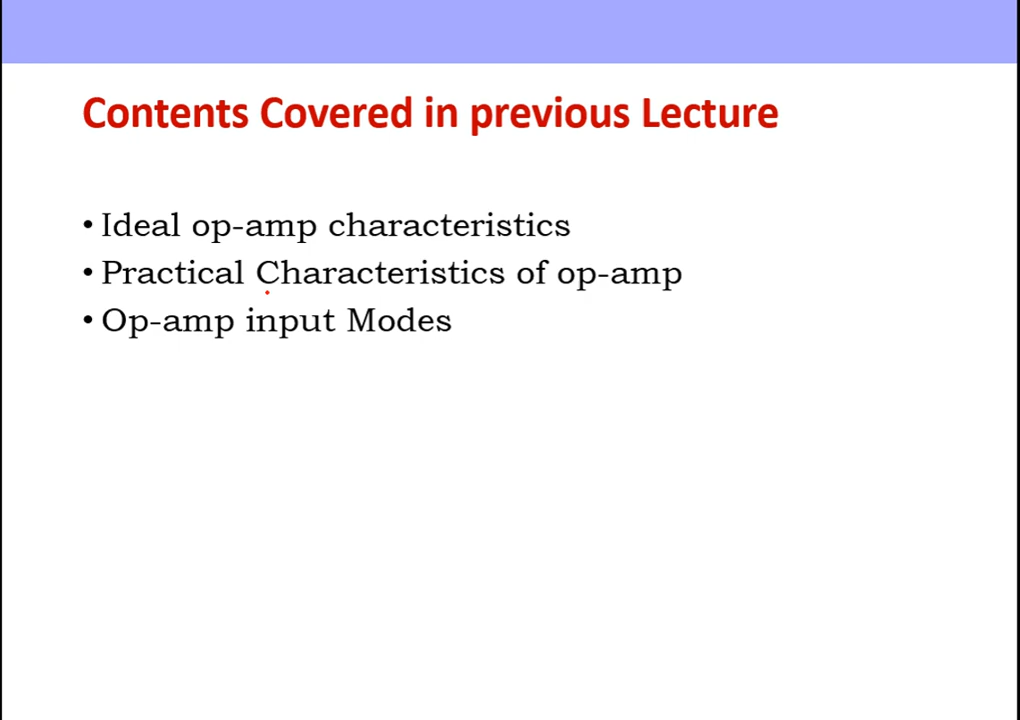 Contents Covered in previous Lecture
• Ideal op-amp characteristics
• Practical Characteristics of op-amp
• Op-amp input Modes